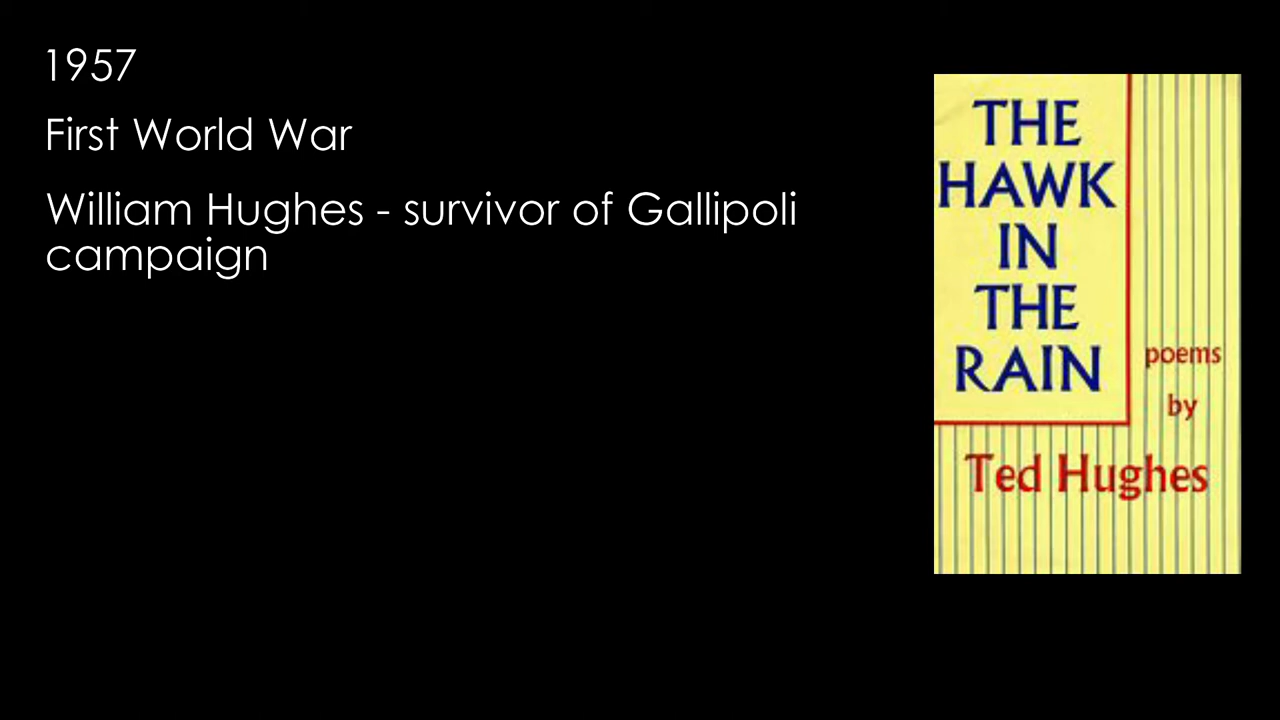 1957
First World War
William Hughes - survivor of Gallipoli
campaign
THE
HAWK
IN
THE
RAIN
poems
by
Ted Hughes